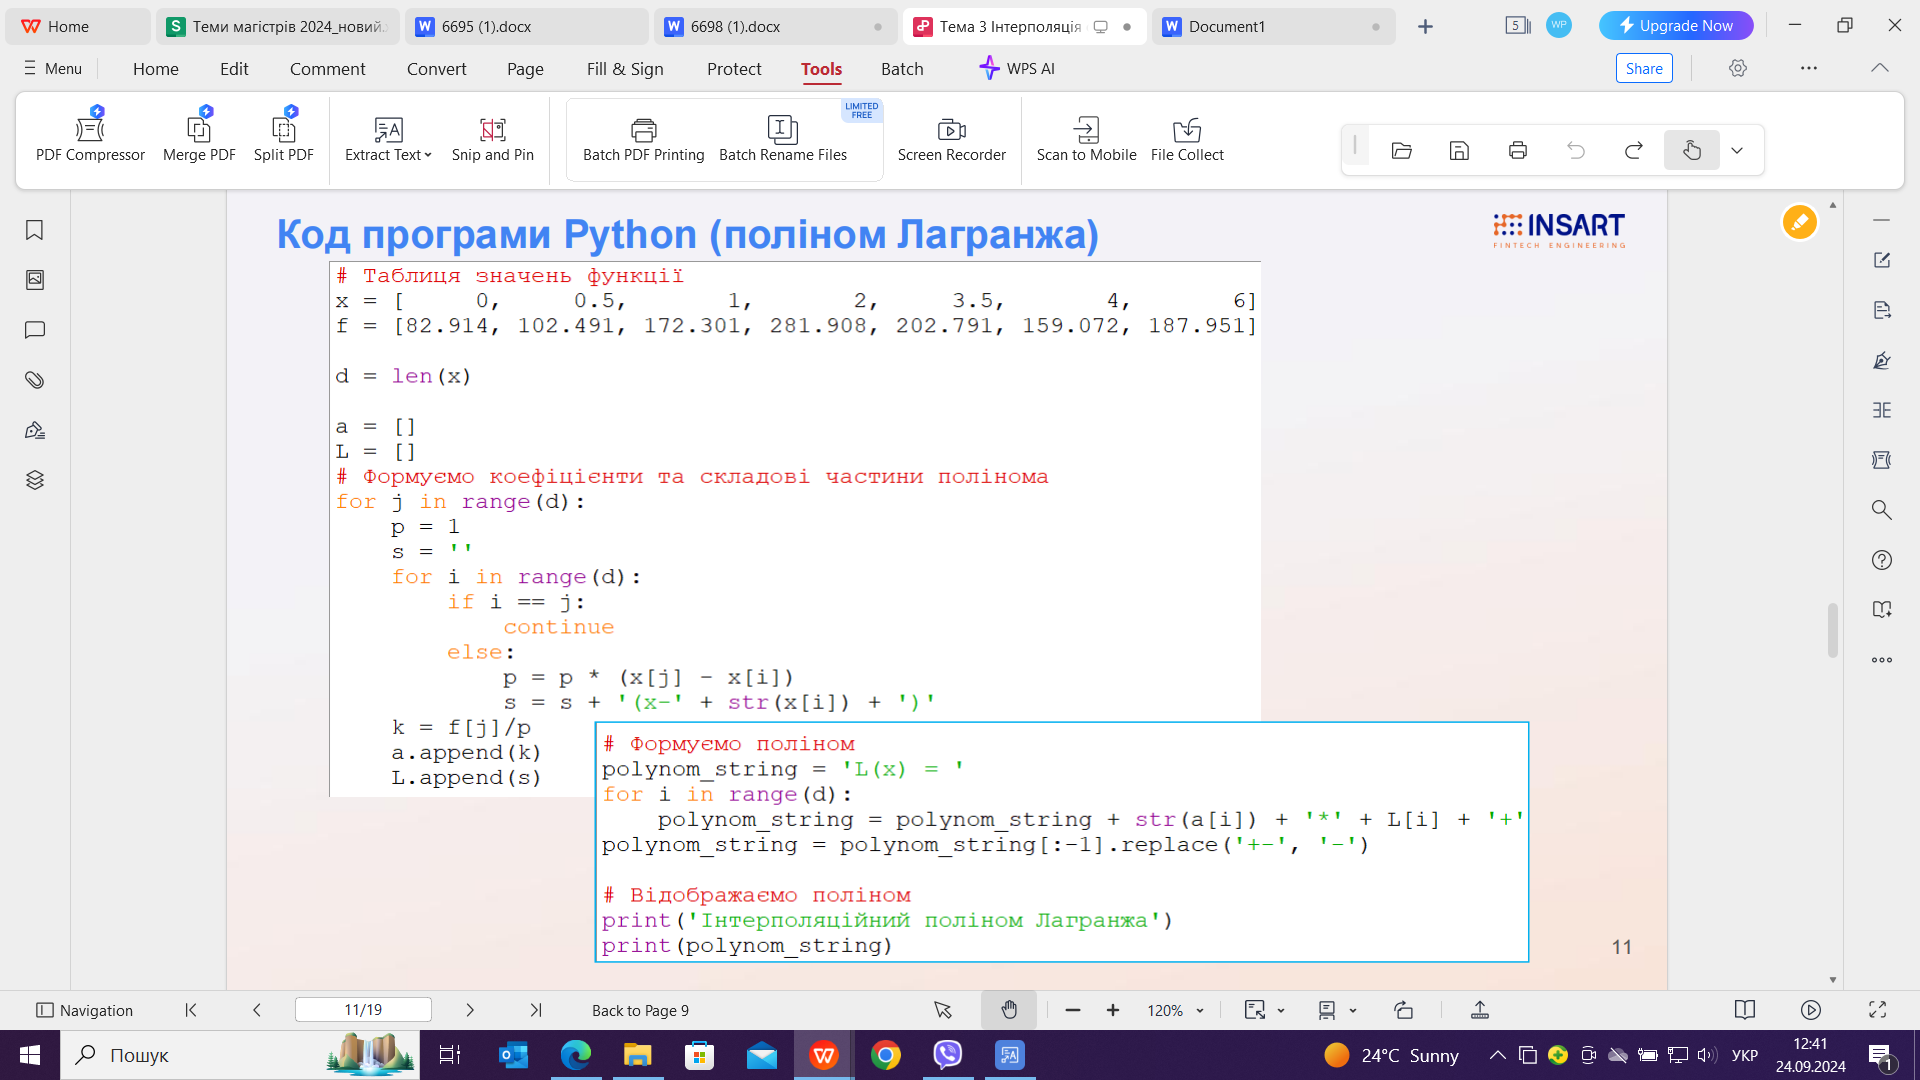 Home
Теми магістрів 2024_новий.
6695 (1).docx
6698 (1).docx
Тема 3 Інтерполяція
Document1
5
WP
Upgrade Now
Menu
Home
Edit
Comment
Convert
Page
Fill & Sign
Protect
Tools
Batch
WPS AI
Share
PDF Compressor
Merge PDF
Split PDF
Extract Text
Snip and Pin
Batch PDF Printing
Batch Rename Files
LIMITED FREE
Screen Recorder
Scan to Mobile
File Collect
Код програми Python (поліном Лагранжа)
INSART
FINTECH ENGINEERING
# Таблиця значень функції
x = [     0,     0.5,       1,       2,     3.5,       4,       6]
f = [82.914, 102.491, 172.301, 281.908, 202.791, 159.072, 187.951]
d = len(x)
a = []
L = []
# Формуємо коефіцієнти та складові частини полінома
for j in range(d):
    p = 1
    s = ''
    for i in range(d):
        if i == j:
            continue
        else:
            p = p * (x[j] - x[i])
            s = s + '(x-' + str(x[i]) + ')'
    k = f[j]/p
    a.append(k)
    L.append(s)
# Формуємо поліном
polynom_string = 'L(x) = '
for i in range(d):
    polynom_string = polynom_string + str(a[i]) + '*' + L[i] + '+'
polynom_string = polynom_string[:-1].replace('+-', '-')
# Відображаємо поліном
print('Інтерполяційний поліном Лагранжа')
print(polynom_string)
11
Navigation
11/19
Back to Page 9
120%
Пошук
24°C Sunny
УКР
12:41
24.09.2024
1